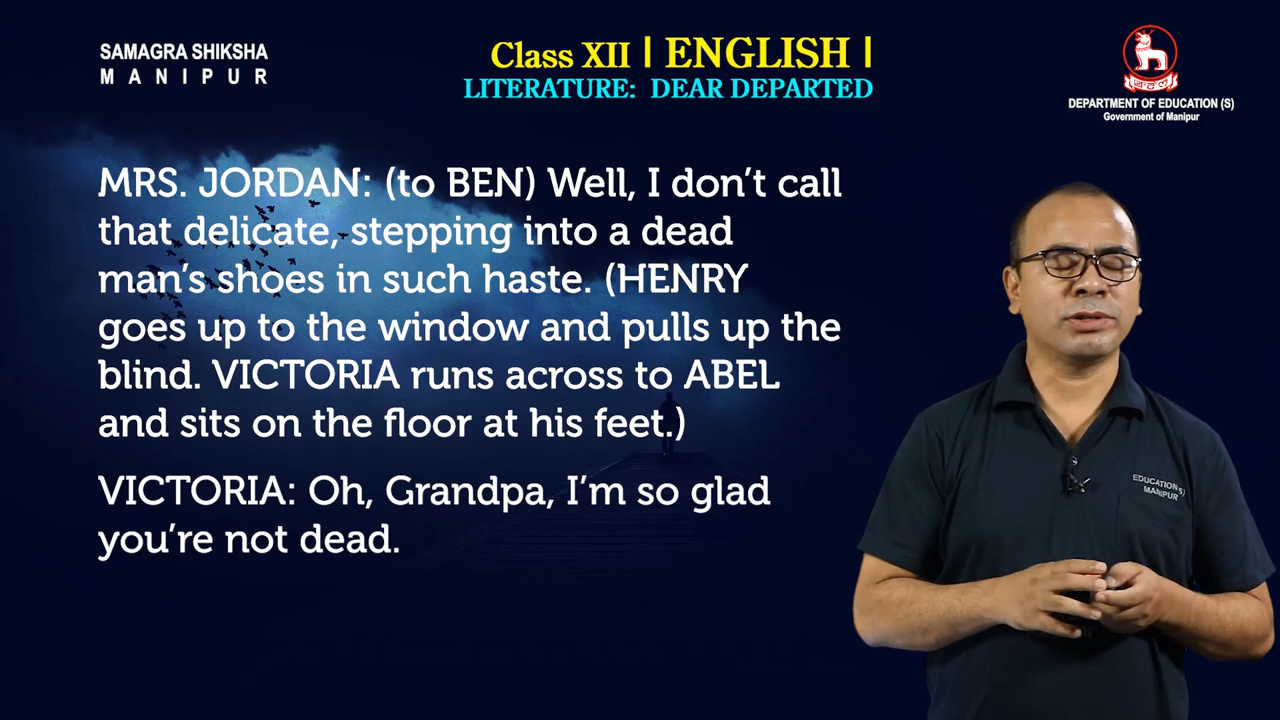 SAMAGRA SHIKSHA
MANIPUR
Class XII | ENGLISH |
LITERATURE: DEAR DEPARTED
DEPARTMENT OF EDUCATION (S)
Government of Manipur
MRS. JORDAN: (to BEN) Well, I don’t call
that delicate, stepping into a dead
man’s shoes in such haste. (HENRY
goes up to the window and pulls up the
blind. VICTORIA runs across to ABEL
and sits on the floor at his feet.)
VICTORIA: Oh, Grandpa, I’m so glad
you’re not dead.
EDUCATION (S)
MANIPUR